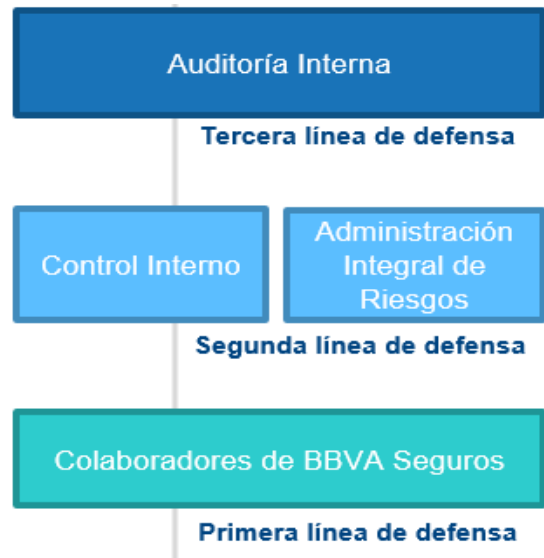 Auditoría Interna
Tercera línea de defensa
Control Interno
Administración
Integral de
Riesgos
Segunda línea de defensa
Colaboradores de BBVA Seguros
Primera línea de defensa